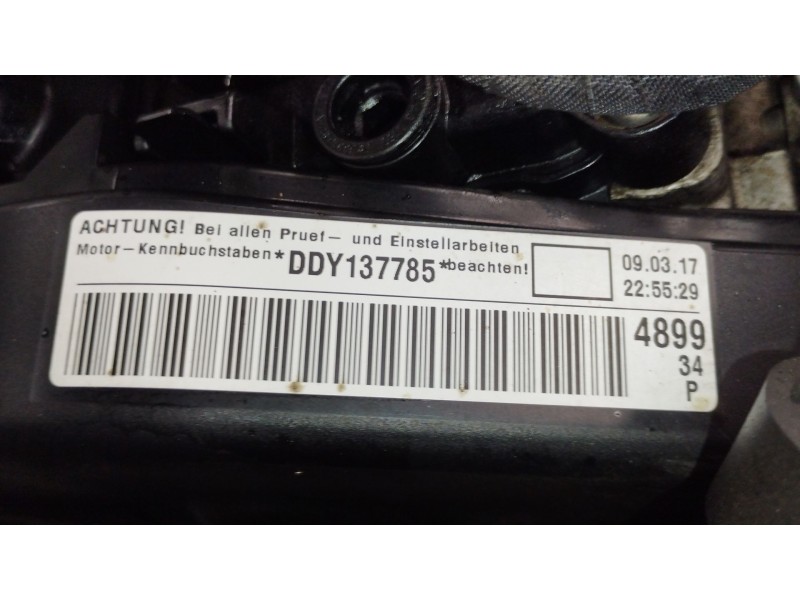 ACHTUNG! Bei allen Pruef- und Einstellarbeiten
Motor-Kennbuchstaben *DDY137785* beachten!
09.03.17
22:55:29
4899
34
P